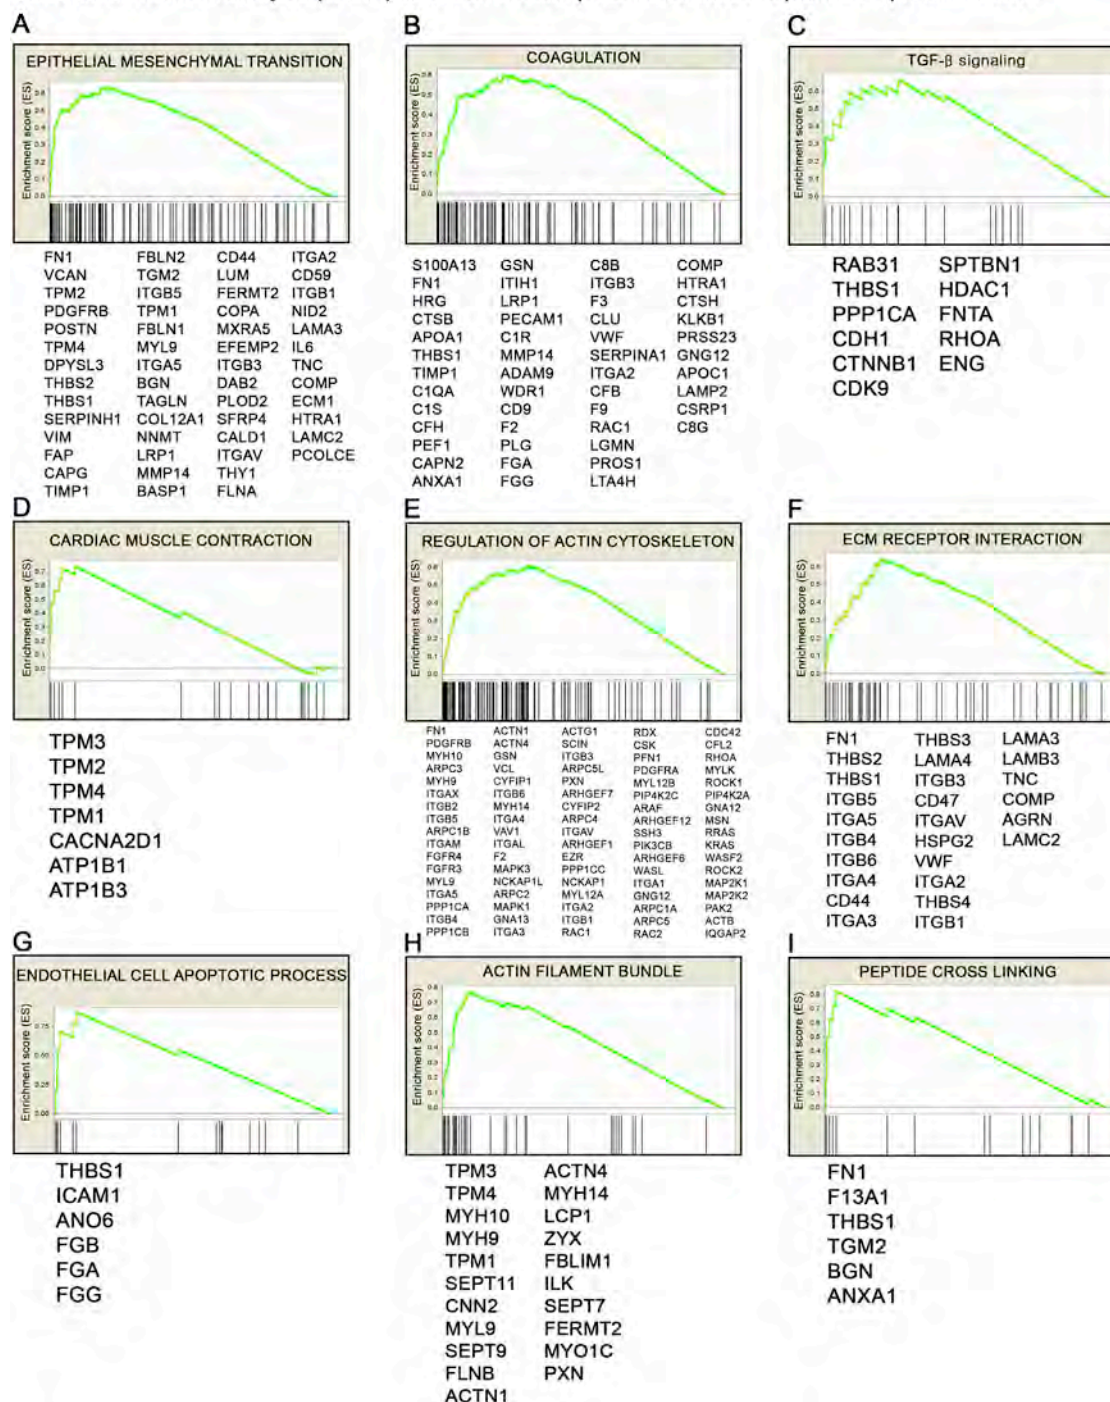 A
EPITHELIAL MESENCHYMAL TRANSITION
Enrichment score (ES)
FN1 FBLN2 CD44 ITGA2
VCAN TGM2 LUM CD59
TPM2 ITGB5 FERMT2 ITGB1
PDGFRB TPM1 COPA NID2
POSTN FBLN1 MXRA5 LAMA3
TPM4 MYL9 EFEMP2 IL6
DPYSL3 ITGA5 ITGB3 TNC
THBS2 BGN DAB2 COMP
THBS1 TAGLN PLOD2 ECM1
SERPINH1 COL12A1 SFRP4 HTRA1
VIM NNMT CALD1 LAMC2
FAP LRP1 ITGAV PCOLCE
CAPG MMP14 THY1
TIMP1 BASP1 FLNA
B
COAGULATION
Enrichment score (ES)
S100A13 GSN C8B COMP
FN1 ITIH1 ITGB3 HTRA1
HRG LRP1 F3 CTSH
CTSB PECAM1 CLU KLKB1
APOA1 C1R VWF PRSS23
THBS1 MMP14 SERPINA1 GNG12
TIMP1 ADAM9 ITGA2 APOC1
C1QA WDR1 CFB LAMP2
C1S CD9 F9 CSRP1
CFH F2 RAC1 C8G
PEF1 PLG LGMN
CAPN2 FGA PROS1
ANXA1 FGG LTA4H
C
TGF-β signaling
Enrichment score (ES)
RAB31 SPTBN1
THBS1 HDAC1
PPP1CA FNTA
CDH1 RHOA
CTNNB1 ENG
CDK9
D
CARDIAC MUSCLE CONTRACTION
Enrichment score (ES)
TPM3
TPM2
TPM4
TPM1
CACNA2D1
ATP1B1
ATP1B3
E
REGULATION OF ACTIN CYTOSKELETON
Enrichment score (ES)
FN1 ACTN1 ACTG1 RDX CDC42
PDGFRB ACTN4 SCIN CSK CFL2
MYH10 GSN ITGB3 PFN1 RHOA
ARPC3 VCL ARPC5L PDGFRA MYLK
MYH9 CYFIP1 PXN MYL12B ROCK1
ITGAX ITGB6 ARHGEF7 PIP4K2C PIP4K2A
ITGB2 MYH14 CYFIP2 ARAF GNA12
ITGB5 ITGA4 ARPC4 ARHGEF12 MSN
ARPC1B VAV1 ITGAV SSH3 RRAS
ITGAM ITGAL ARHGEF1 PIK3CB KRAS
FGFR4 F2 EZR ARHGEF6 WASF2
FGFR3 MAPK3 PPP1CC WASL ROCK2
MYL9 NCKAP1L NCKAP1 ITGA1 MAP2K1
ITGA5 ARPC2 MYL12A GNG12 MAP2K2
PPP1CA MAPK1 ITGA2 ARPC1A PAK2
ITGB4 GNA13 ITGB1 ARPC5 ACTB
PPP1CB ITGA3 RAC1 RAC2 IQGAP2
F
ECM RECEPTOR INTERACTION
Enrichment score (ES)
FN1 THBS3 LAMA3
THBS2 LAMA4 LAMB3
THBS1 ITGB3 TNC
ITGB5 CD47 COMP
ITGA5 ITGAV AGRN
ITGB4 HSPG2 LAMC2
ITGB6 VWF
ITGA4 ITGA2
CD44 THBS4
ITGA3 ITGB1
G
ENDOTHELIAL CELL APOPTOTIC PROCESS
Enrichment score (ES)
THBS1
ICAM1
ANO6
FGB
FGA
FGG
H
ACTIN FILAMENT BUNDLE
Enrichment score (ES)
TPM3 ACTN4
TPM4 MYH14
MYH10 LCP1
MYH9 ZYX
TPM1 FBLIM1
SEPT11 ILK
CNN2 SEPT7
MYL9 FERMT2
SEPT9 MYO1C
FLNB PXN
ACTN1
I
PEPTIDE CROSS LINKING
Enrichment score (ES)
FN1
F13A1
THBS1
TGM2
BGN
ANXA1